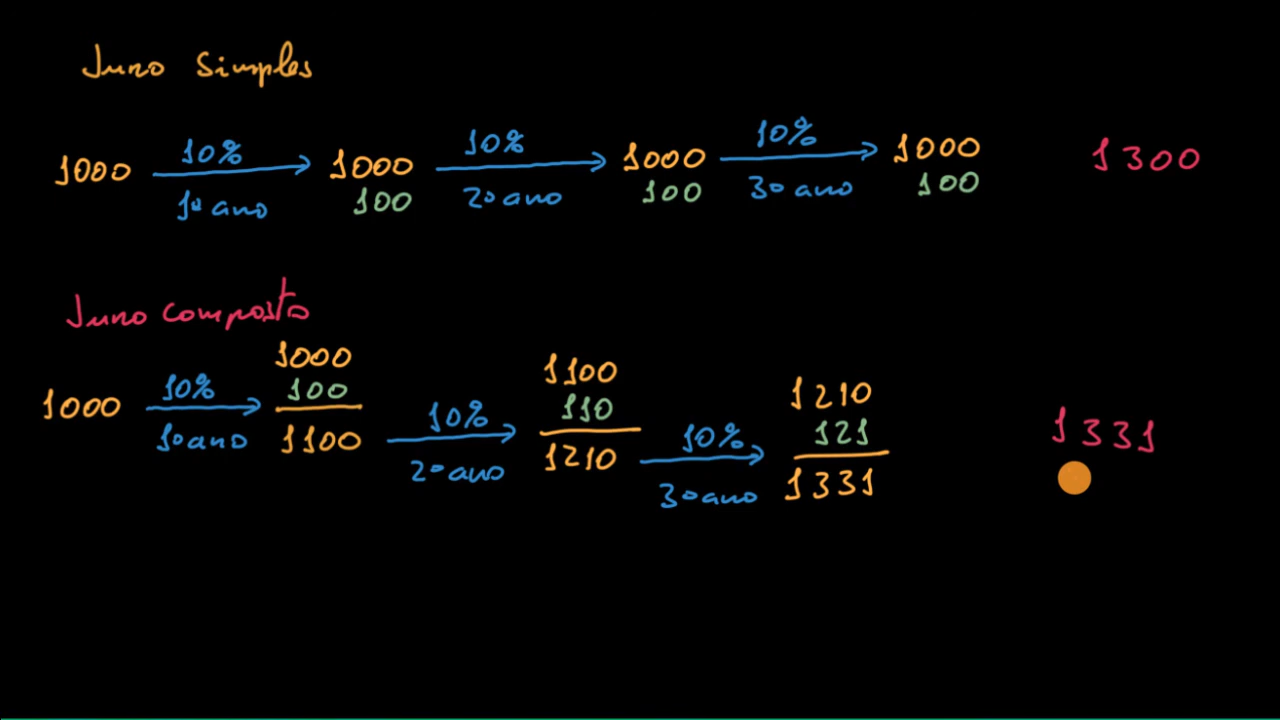 Juro Simples
1000 10% 1000 10% 1000 10% 1000 1300
1º ano 100 2º ano 100 3º ano 100
Juro composto
1000
1000 10% 100
1º ano 1100
1100
10% 110
2º ano 1210
1210
10% 121
3º ano 1331
1331